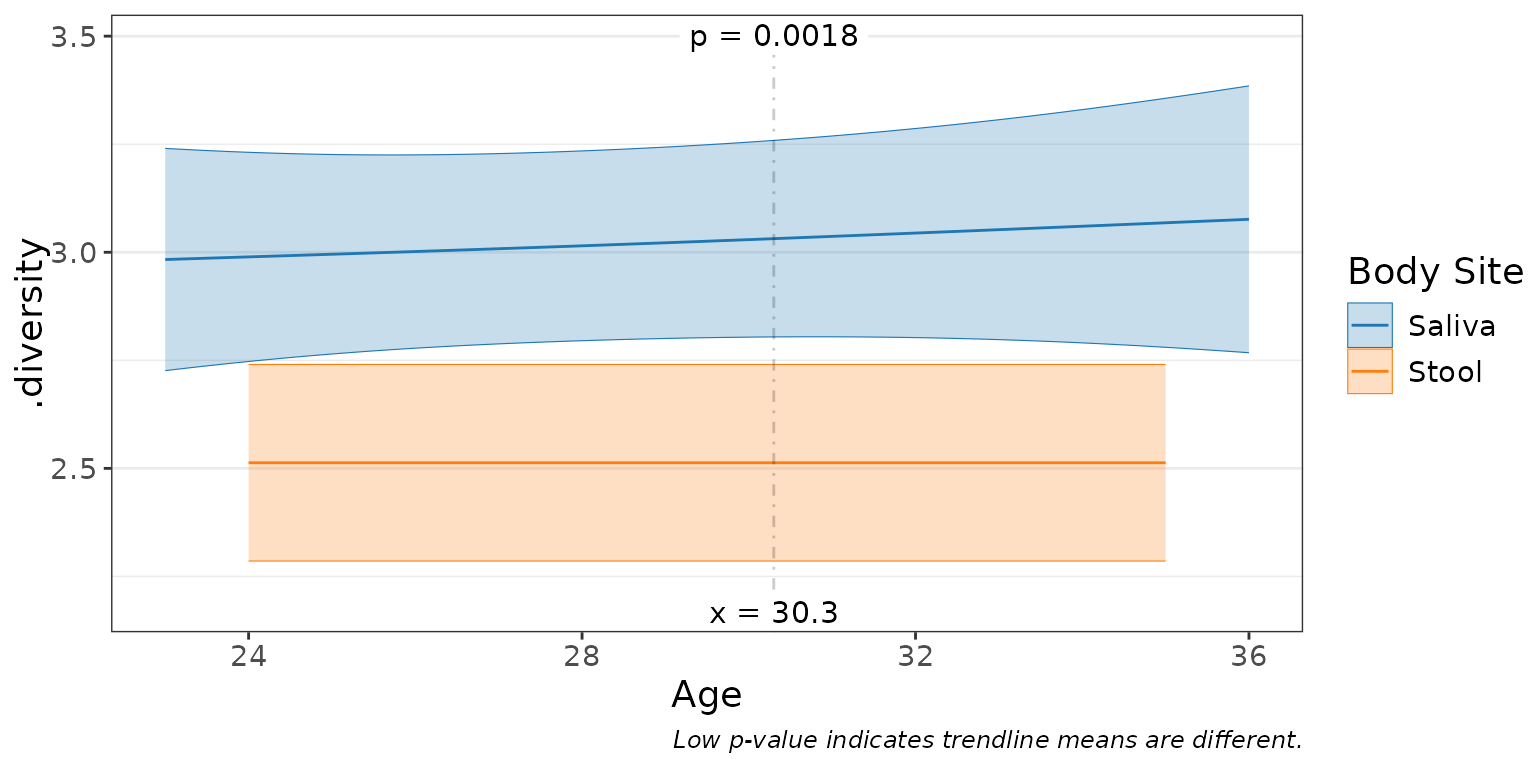 p = 0.0018
3.5
3.0
2.5
.diversity
x = 30.3
24 28 32 36
Age
Low p-value indicates trendline means are different.
Body Site
Saliva
Stool